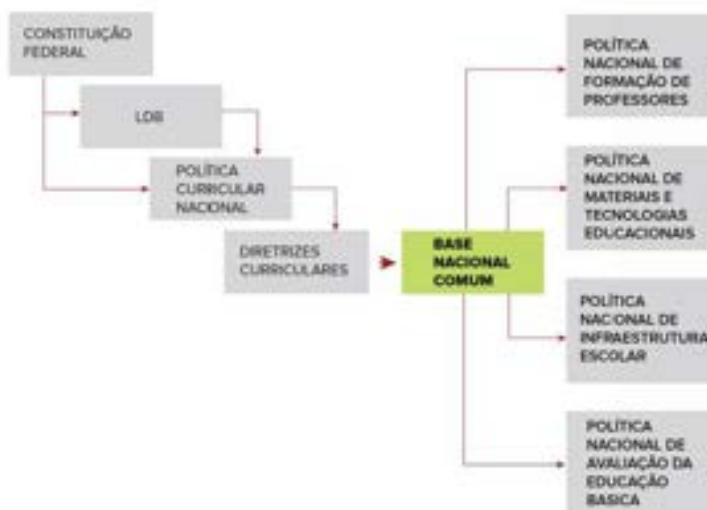 CONSTITUIÇÃO
FEDERAL
LDB
POLÍTICA
CURRICULAR
NACIONAL
DIRETRIZES
CURRICULARES
BASE
NACIONAL
COMUM
POLÍTICA
NACIONAL DE
FORMAÇÃO DE
PROFESSORES
POLÍTICA
NACIONAL DE
MATERIAIS E
TECNOLOGIAS
EDUCACIONAIS
POLÍTICA
NACIONAL DE
INFRAESTRUTURA
ESCOLAR
POLÍTICA
NACIONAL DE
AVALIAÇÃO DA
EDUCAÇÃO
BASICA